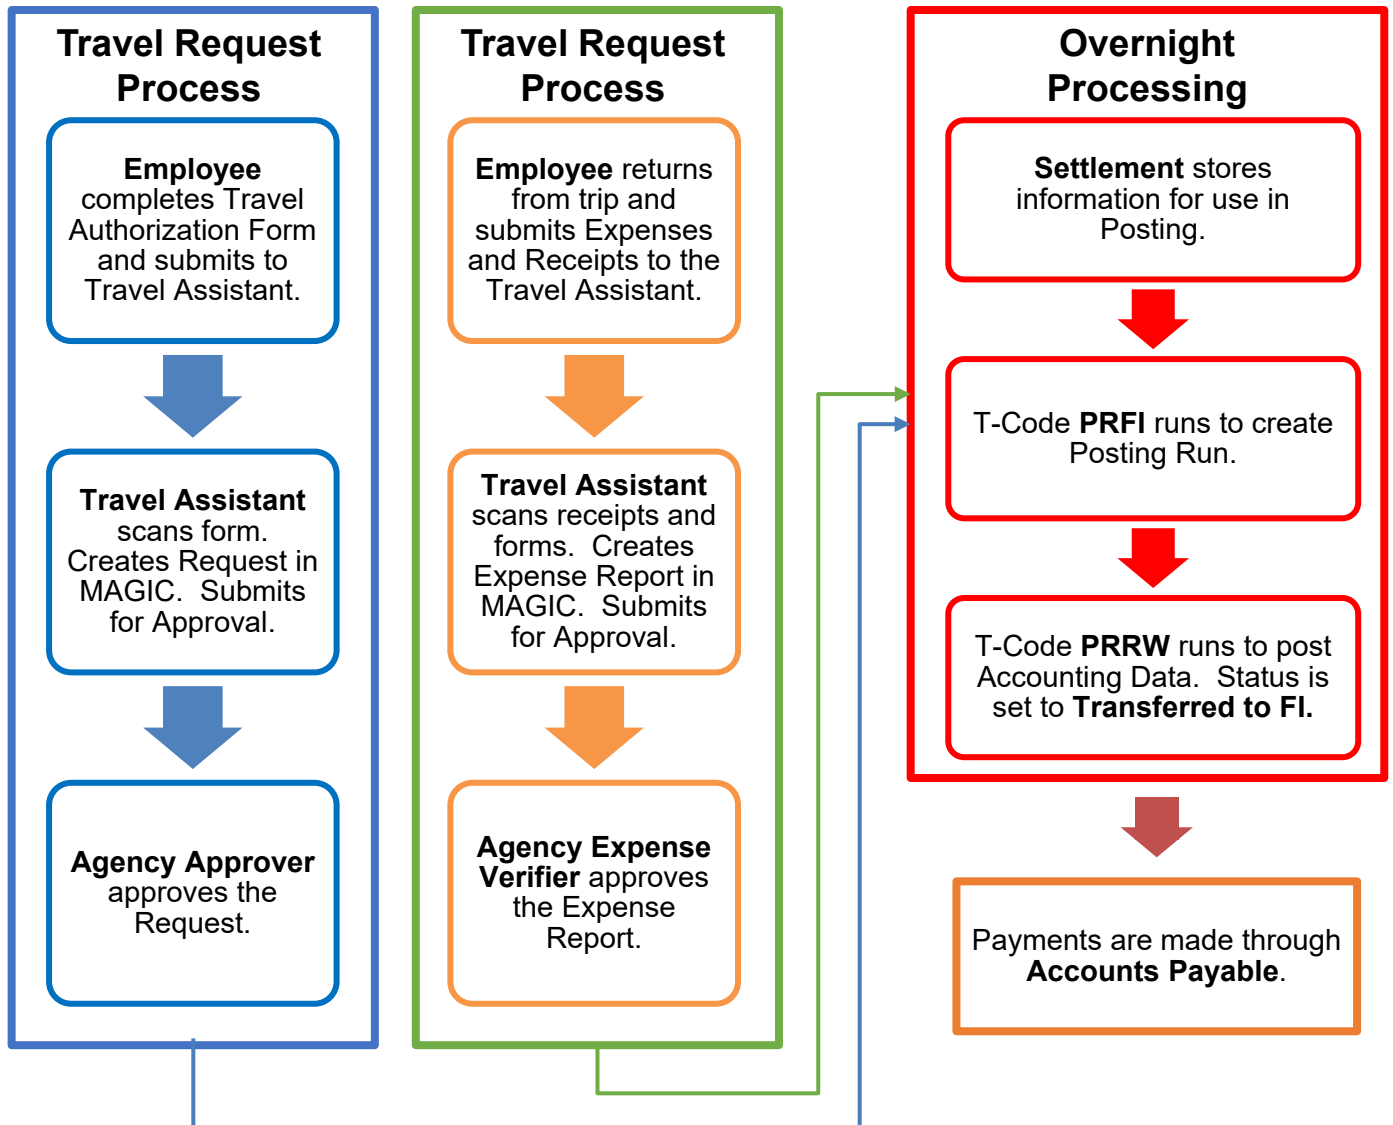 Travel Request
Process
Employee
completes Travel
Authorization Form
and submits to
Travel Assistant.
Travel Assistant
scans form.
Creates Request in
MAGIC.  Submits
for Approval.
Agency Approver
approves the
Request.
Travel Request
Process
Employee returns
from trip and
submits Expenses
and Receipts to the
Travel Assistant.
Travel Assistant
scans receipts and
forms.  Creates
Expense Report in
MAGIC.  Submits
for Approval.
Agency Expense
Verifier approves
the Expense
Report.
Overnight
Processing
Settlement stores
information for use in
Posting.
T-Code PRFI runs to create
Posting Run.
T-Code PRRW runs to post
Accounting Data.  Status is
set to Transferred to FI.
Payments are made through
Accounts Payable.